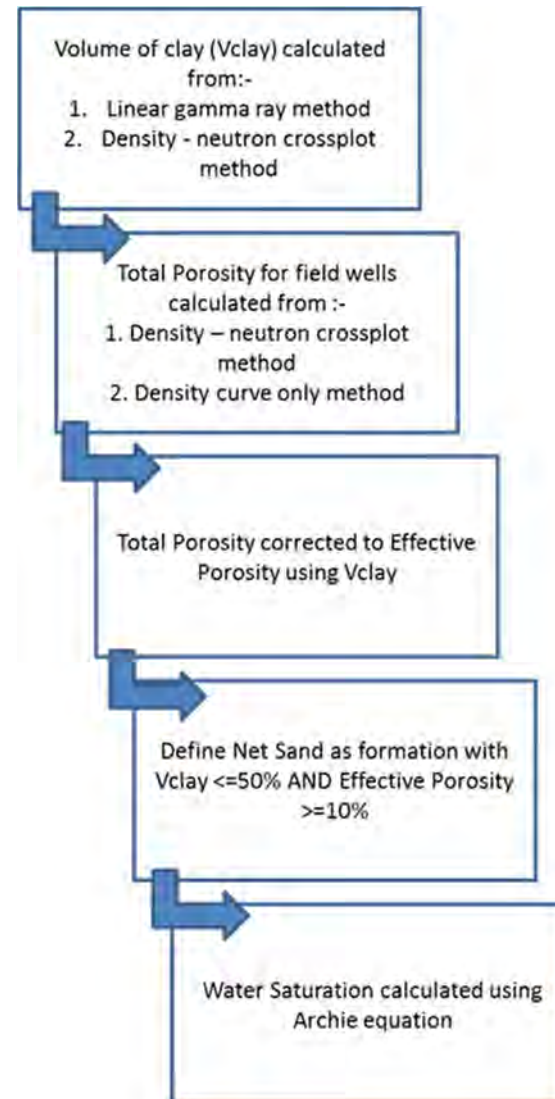 Volume of clay (Vclay) calculated
from:-
1. Linear gamma ray method
2. Density - neutron crossplot
method
Total Porosity for field wells
calculated from :-
1. Density – neutron crossplot
method
2. Density curve only method
Total Porosity corrected to Effective
Porosity using Vclay
Define Net Sand as formation with
Vclay <=50% AND Effective Porosity
>=10%
Water Saturation calculated using
Archie equation